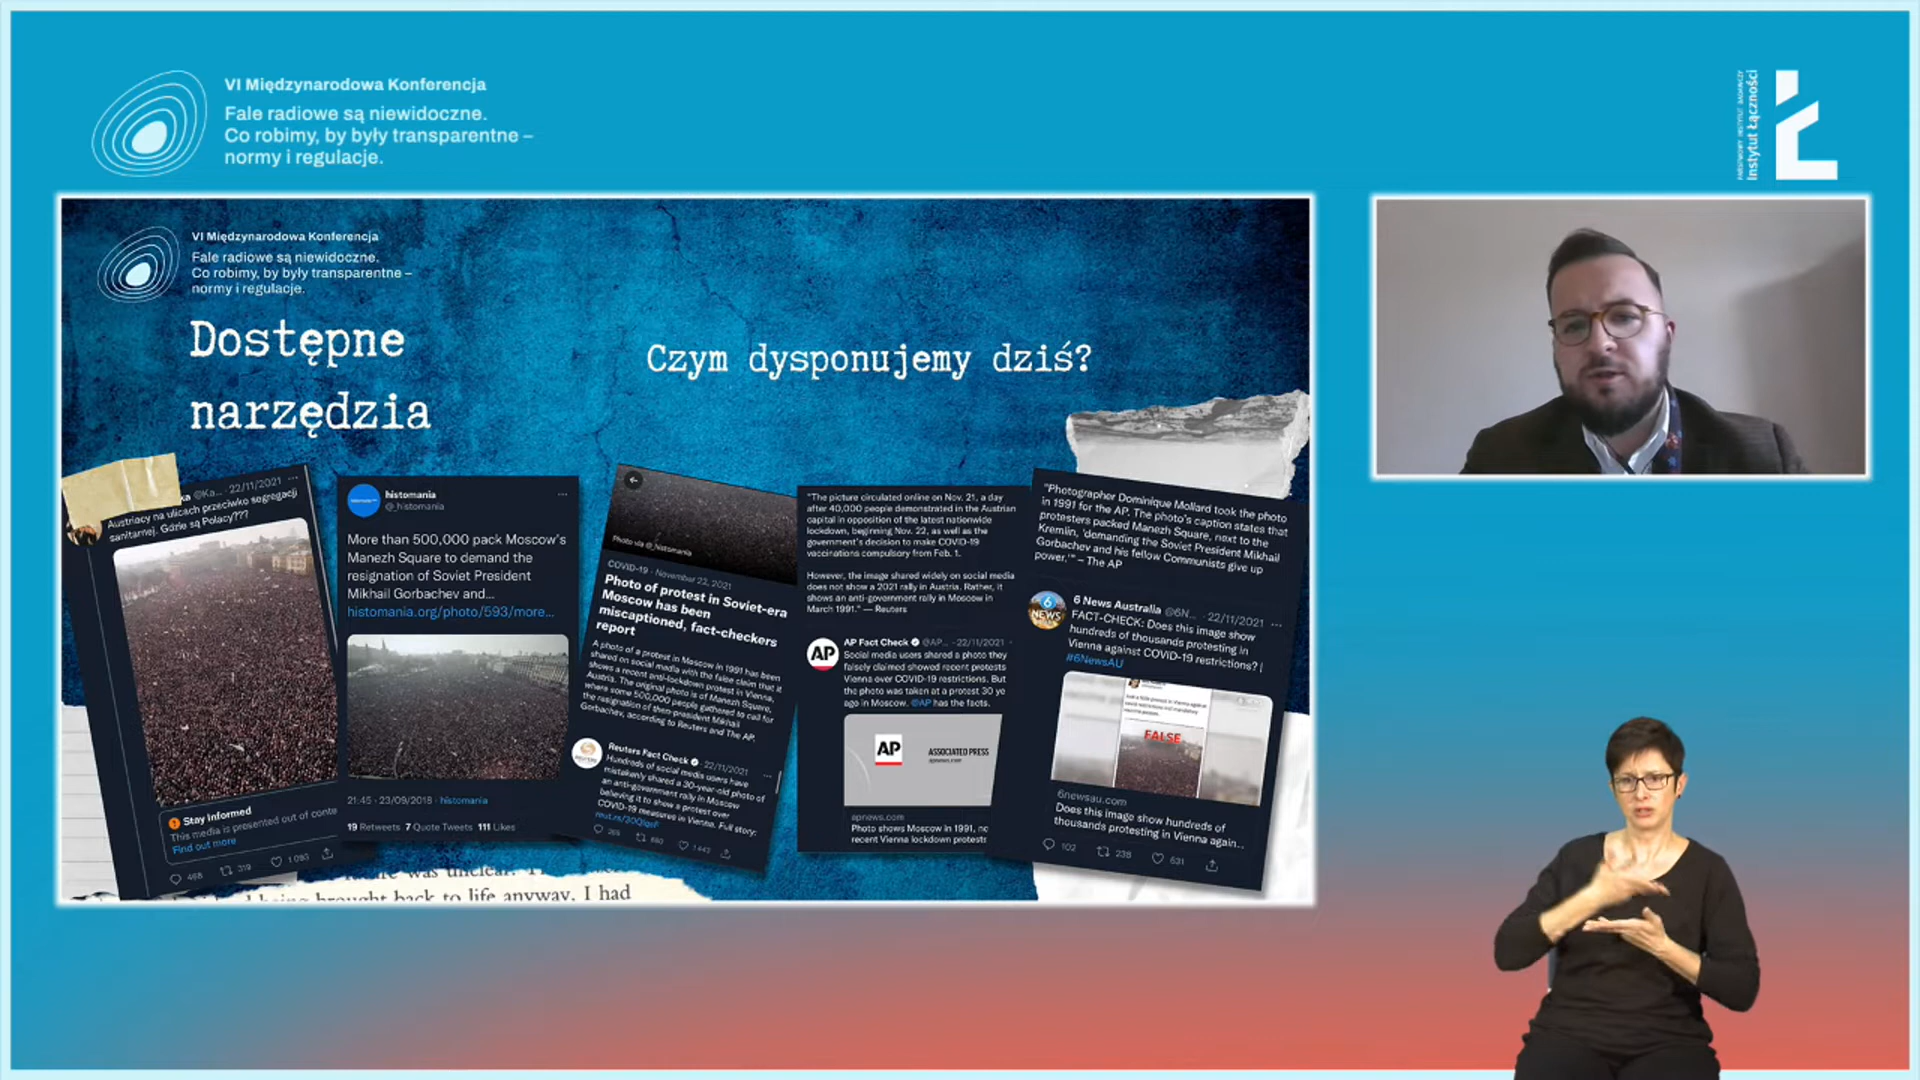 VI Międzynarodowa Konferencja
Fale radiowe są niewidoczne.
Co robimy, by były transparentne –
normy i regulacje.
PAŃSTWOWY INSTYTUT BADAWCZY
Instytut Łączności
VI Międzynarodowa Konferencja
Fale radiowe są niewidoczne.
Co robimy, by były transparentne –
normy i regulacje.
Dostępne
narzędzia
Czym dysponujemy dziś?
ka @Ka... · 22/11/2021 ...
Austriacy na ulicach przeciwko segregacji
sanitarnej. Gdzie są Polacy???
Stay informed
This media is presented out of conte
Find out more
468 319 1 093
histomania
@_histomania
More than 500,000 pack Moscow's
Manezh Square to demand the
resignation of Soviet President
Mikhail Gorbachev and...
histomania.org/photo/593/more...
21:45 · 23/09/2018 · histomania
19 Retweets 7 Quote Tweets 111 Likes
Photo via @_histomania
COVID-19 · November 22, 2021
Photo of protest in Soviet-era
Moscow has been
miscaptioned, fact-checkers
report
A photo of a protest in Moscow in 1991 has been
shared on social media with the false claim that it
shows a recent anti-lockdown protest in Vienna,
Austria. The original photo is of Manezh Square,
where some 500,000 people gathered to call for
the resignation of then-president Mikhail
Gorbachev, according to Reuters and The AP.
Reuters Fact Check · 22/11/2021 ...
Hundreds of social media users have
mistakenly shared a 30-year-old photo of
an anti-government rally in Moscow
believing it to show a protest over
COVID-19 measures in Vienna. Full story:
"The picture circulated online on Nov. 21, a day
after 40,000 people demonstrated in the Austrian
capital in opposition of the latest nationwide
lockdown, beginning Nov. 22, as well as the
government's decision to make COVID-19
vaccinations compulsory from Feb. 1.
However, the image shared widely on social media
does not show a 2021 rally in Austria. Rather, it
shows an anti-government rally in Moscow in
March 1991." — Reuters
AP Fact Check @AP... · 22/11/2021 ·
Social media users shared a photo they
falsely claimed showed recent protests
Vienna over COVID-19 restrictions. But
the photo was taken at a protest 30 ye
ago in Moscow. @AP has the facts.
AP
AP
ASSOCIATED PRESS
apnews.com
apnews.com
Photo shows Moscow in 1991, nc
recent Vienna lockdown protests
"Photographer Dominique Mollard took the photo
in 1991 for the AP. The photo's caption states that
protesters packed Manezh Square, next to the
Kremlin, 'demanding the Soviet President Mikhail
Gorbachev and his fellow Communists give up
power.'" – The AP
6 NEWS
6 News Australia @6N... · 22/11/2021 ...
FACT-CHECK: Does this image show
hundreds of thousands protesting in
Vienna against COVID-19 restrictions? |
#6NewsAU
FALSE
6newsau.com
Does this image show hundreds of
thousands protesting in Vienna again...
102 238 631
was unclear.
brought back to life anyway, I had